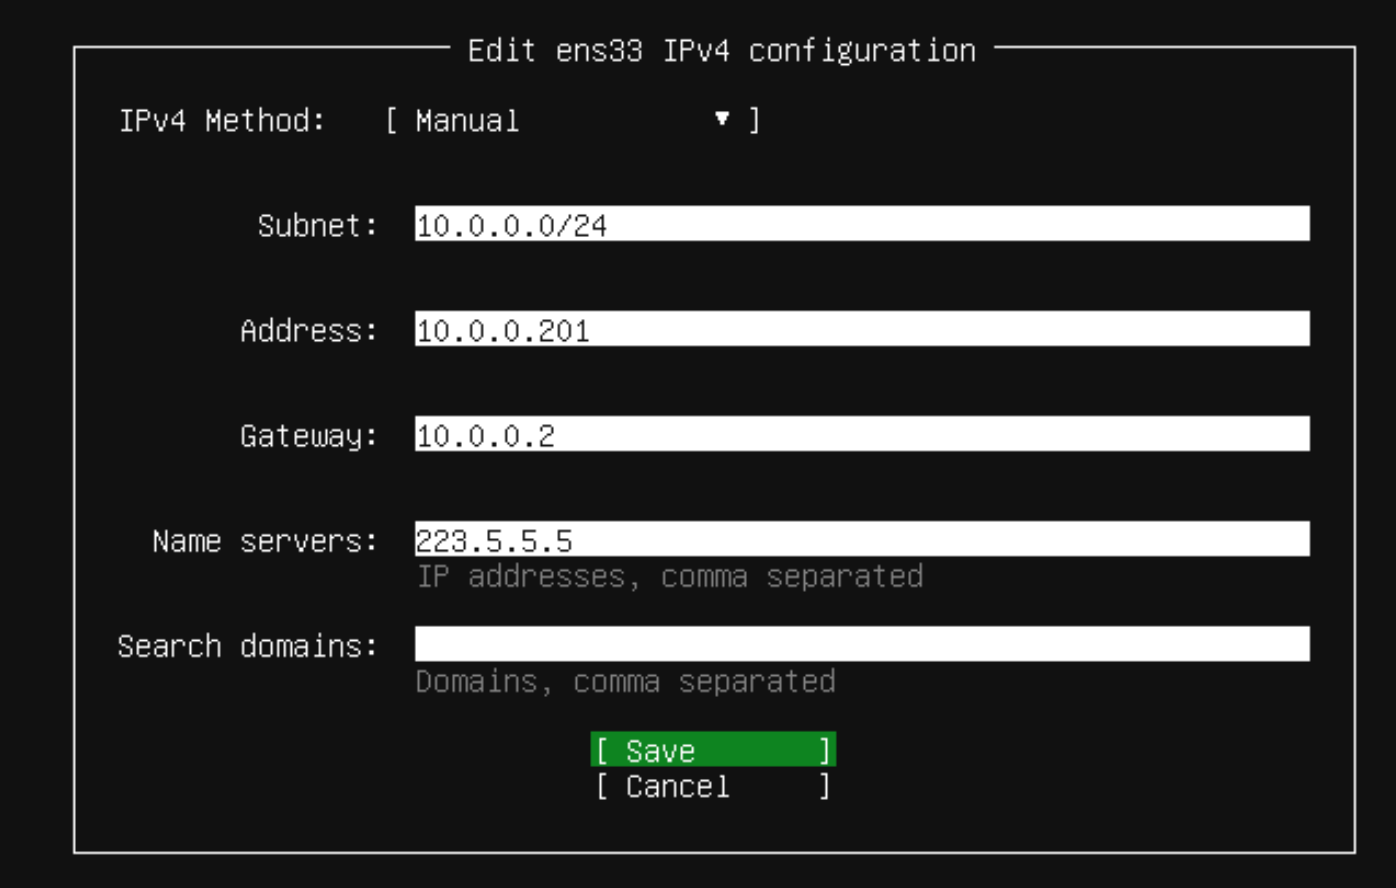 Edit ens33 IPv4 configuration
IPv4 Method: [ Manual ▼ ]
Subnet: 10.0.0.0/24
Address: 10.0.0.201
Gateway: 10.0.0.2
Name servers: 223.5.5.5
IP addresses, comma separated
Search domains:
Domains, comma separated
[ Save ]
[ Cancel ]